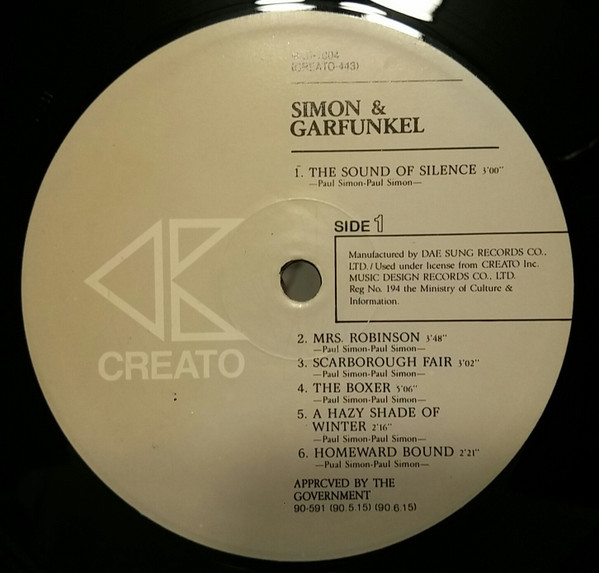 (CREATO-443)
SIMON &
GARFUNKEL
1. THE SOUND OF SILENCE 3'00"
—Paul Simon-Paul Simon—
SIDE 1
Manufactured by DAE SUNG RECORDS CO.,
LTD./Used under license from CREATO Inc.
MUSIC DESIGN RECORDS CO., LTD.
Reg No. 194 the Ministry of Culture &
Information.
CREATO
2. MRS. ROBINSON 3'48"
—Paul Simon-Paul Simon—
3. SCARBOROUGH FAIR 3'02"
—Paul Simon-Paul Simon—
4. THE BOXER 5'06"
—Paul Simon-Paul Simon—
5. A HAZY SHADE OF
WINTER 2'16"
—Paul Simon-Paul Simon—
6. HOMEWARD BOUND 2'21"
—Pual Simon-Paul Simon—
APPRCVED BY THE
GOVERNMENT
90-591 (90.5.15) (90.6.15)